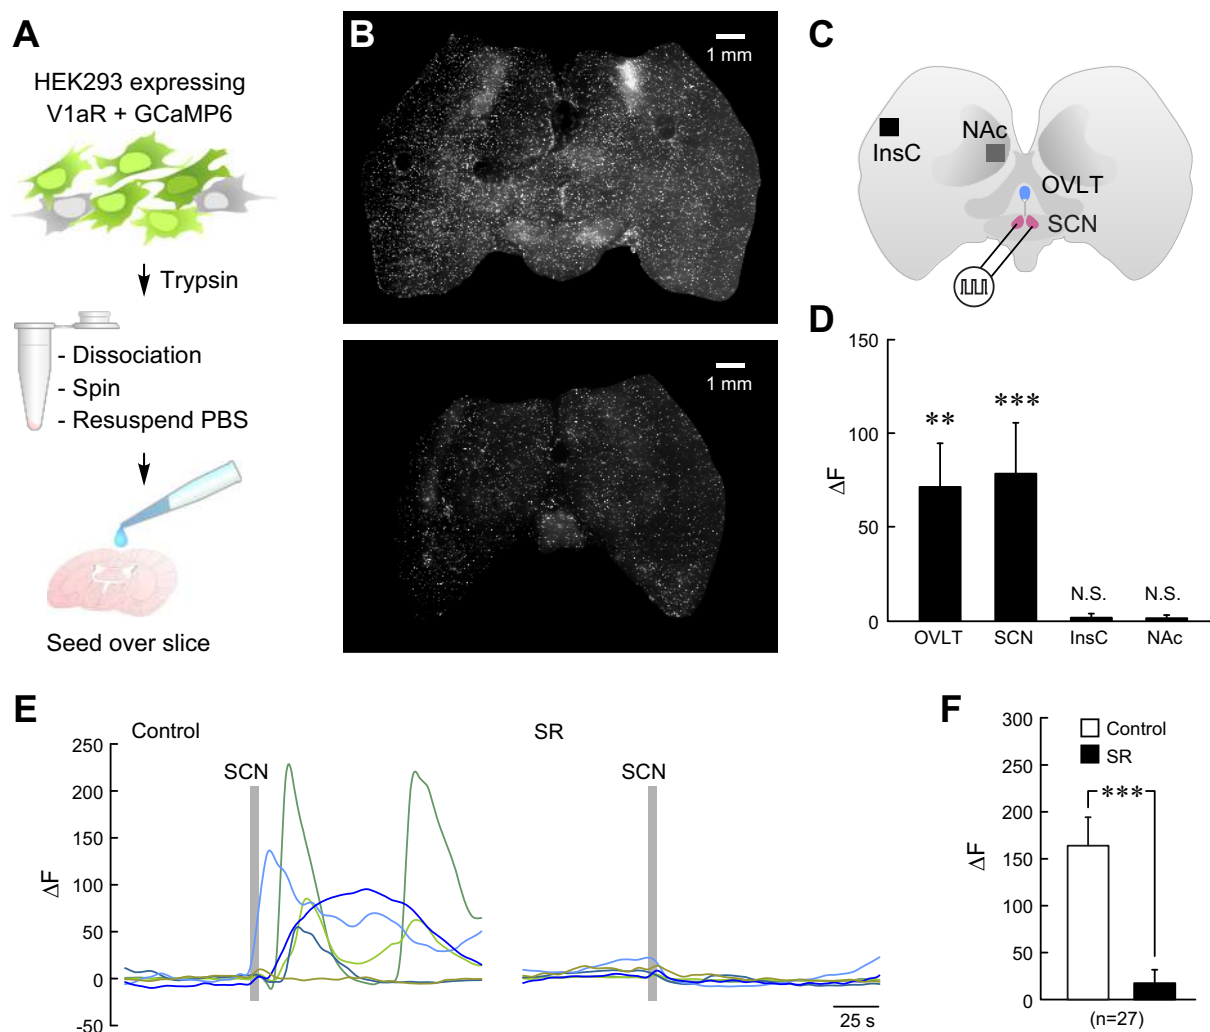 A
HEK293 expressing
V1aR + GCaMP6
Trypsin
- Dissociation
- Spin
- Resuspend PBS
Seed over slice
B
1 mm
1 mm
C
InsC
NAc
OVLT
SCN
D
ΔF
150
100
50
0
**
***
N.S.
N.S.
OVLT
SCN
InsC
NAc
E
Control
SR
ΔF
250
200
150
100
50
0
-50
SCN
SCN
25 s
F
ΔF
300
250
200
150
100
50
0
Control
SR
***
(n=27)